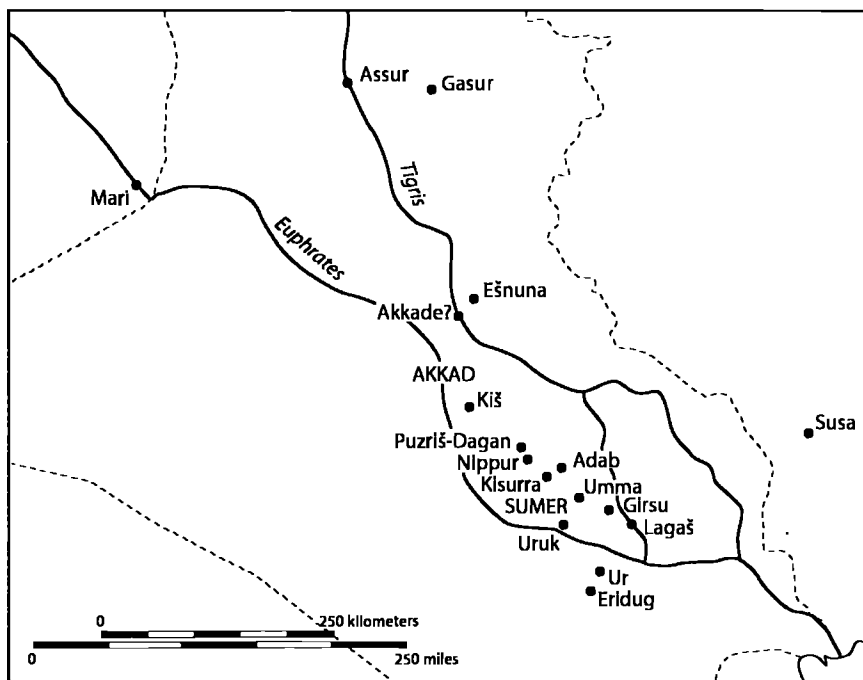 Assur
Gasur
Tigris
Mari
Euphrates
Ešnuna
Akkade?
AKKAD
Kiš
Susa
Puzriš-Dagan
Nippur
Adab
Kisurra
Umma
SUMER
Girsu
Lagaš
Uruk
Ur
Eridug
0 250 kilometers
0 250 miles